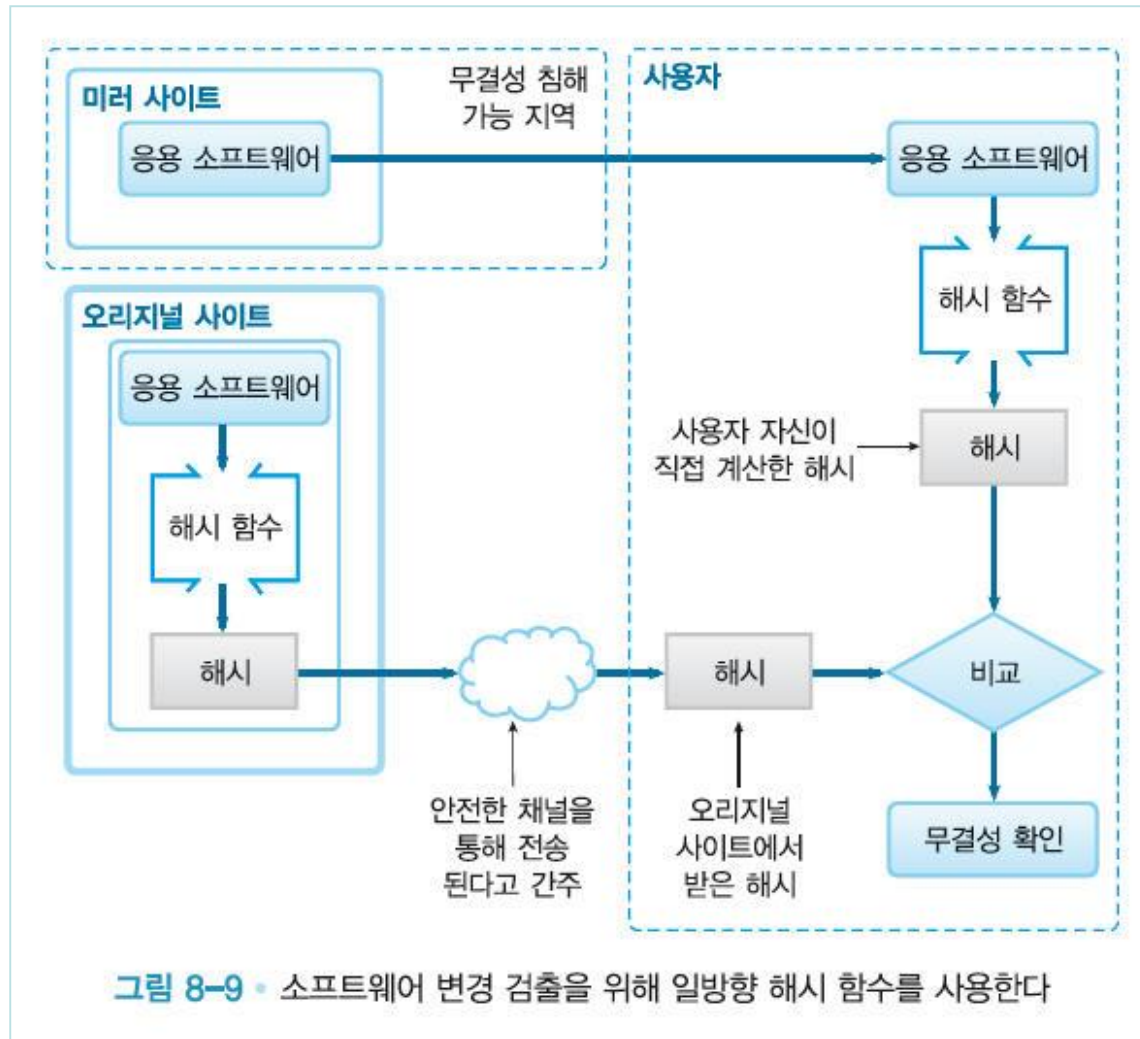 미러 사이트
응용 소프트웨어
무결성 침해
가능 지역
사용자
응용 소프트웨어
해시 함수
사용자 자신이
직접 계산한 해시
해시
오리지널 사이트
응용 소프트웨어
해시 함수
해시
안전한 채널을
통해 전송
된다고 간주
해시
오리지널
사이트에서
받은 해시
비교
무결성 확인
그림 8-9 • 소프트웨어 변경 검출을 위해 일방향 해시 함수를 사용한다